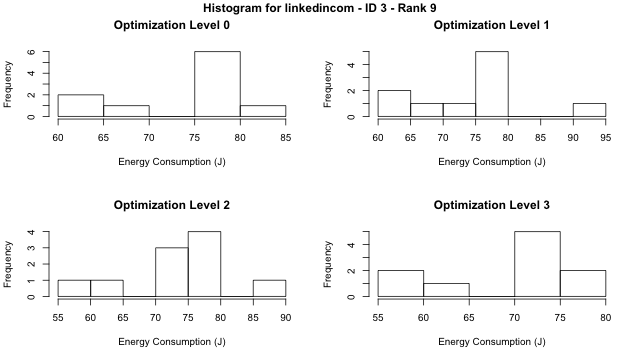 Histogram for linkedincom - ID 3 - Rank 9
Optimization Level 0
Frequency
0 2 4 6
60 65 70 75 80 85
Energy Consumption (J)
Optimization Level 1
Frequency
0 2 4
60 65 70 75 80 85 90 95
Energy Consumption (J)
Optimization Level 2
Frequency
0 1 2 3 4
55 60 65 70 75 80 85 90
Energy Consumption (J)
Optimization Level 3
Frequency
0 2 4
55 60 65 70 75 80
Energy Consumption (J)